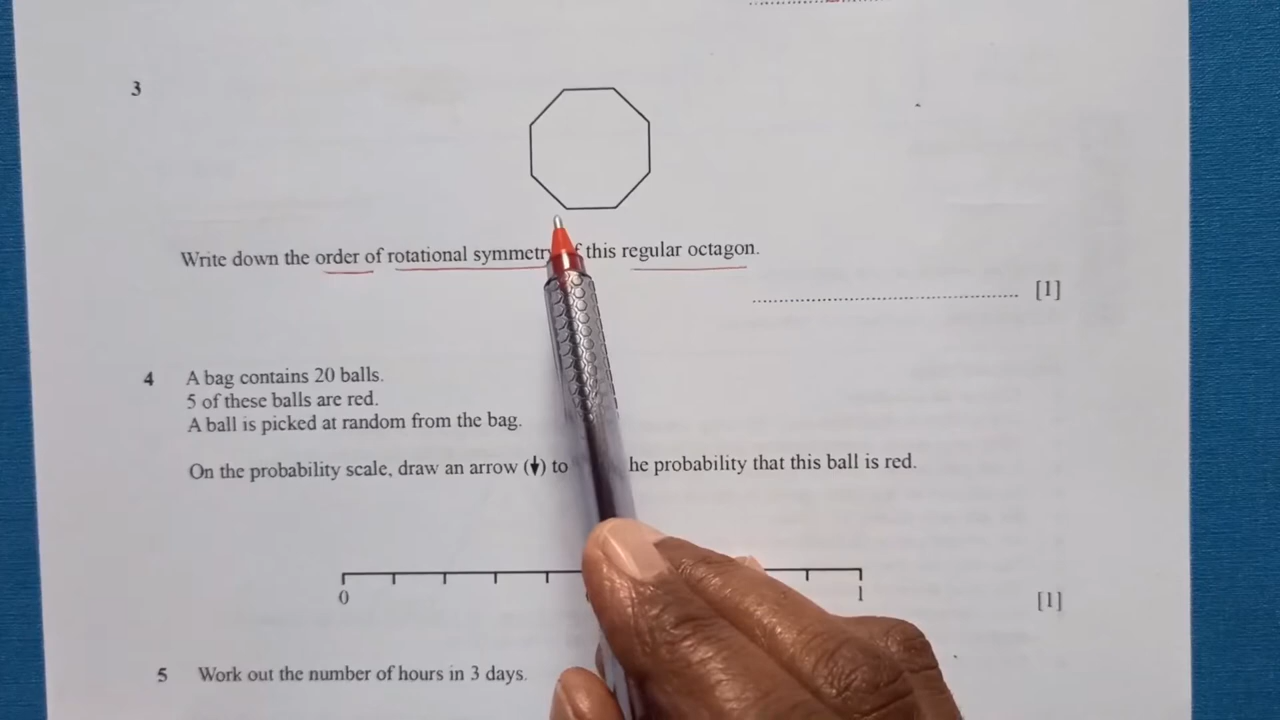 3
Write down the order of rotational symmetry this regular octagon.
[1]
4 A bag contains 20 balls.
5 of these balls are red.
A ball is picked at random from the bag.
On the probability scale, draw an arrow (↓) to he probability that this ball is red.
0 1 [1]
5 Work out the number of hours in 3 days.